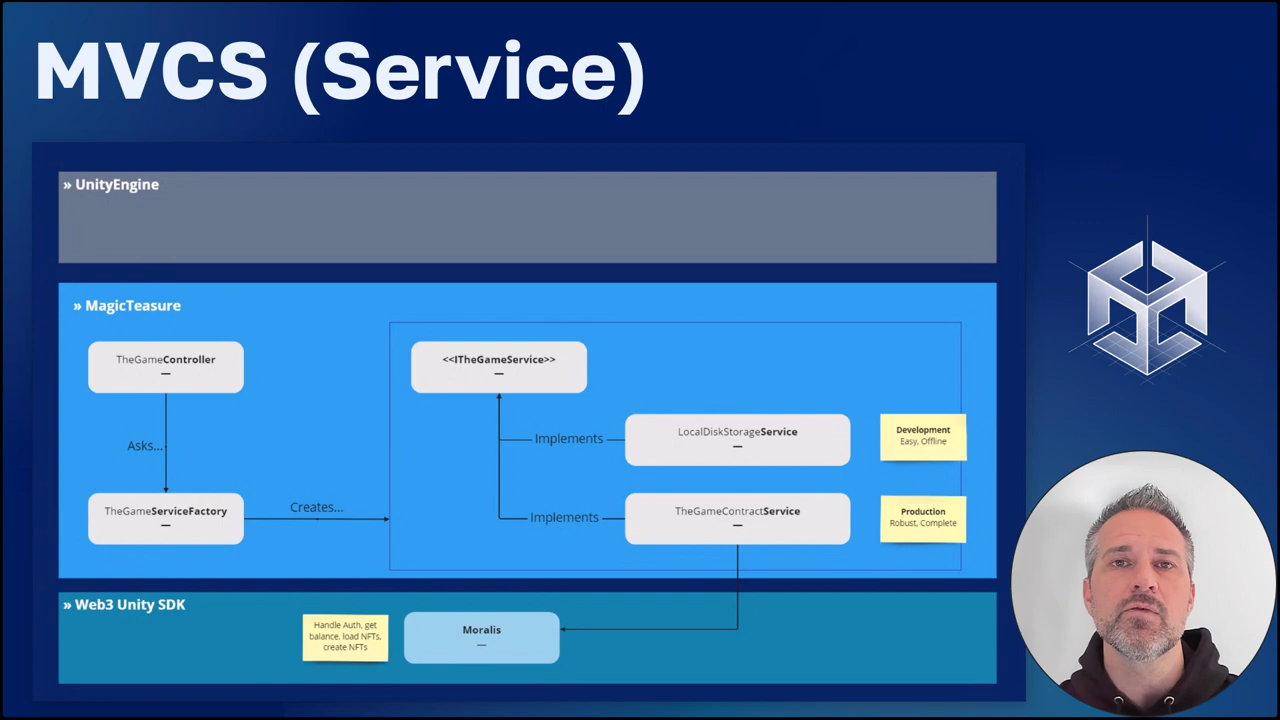 MVCS (Service)
» UnityEngine
» MagicTeasure
TheGameController
—
<<ITheGameService>>
—
Asks...
Implements
LocalDiskStorageService
—
Development
Easy, Offline
TheGameServiceFactory
—
Creates...
Implements
TheGameContractService
—
Production
Robust, Complete
» Web3 Unity SDK
Handle Auth, get
balance, load NFTs,
create NFTs
Moralis
—